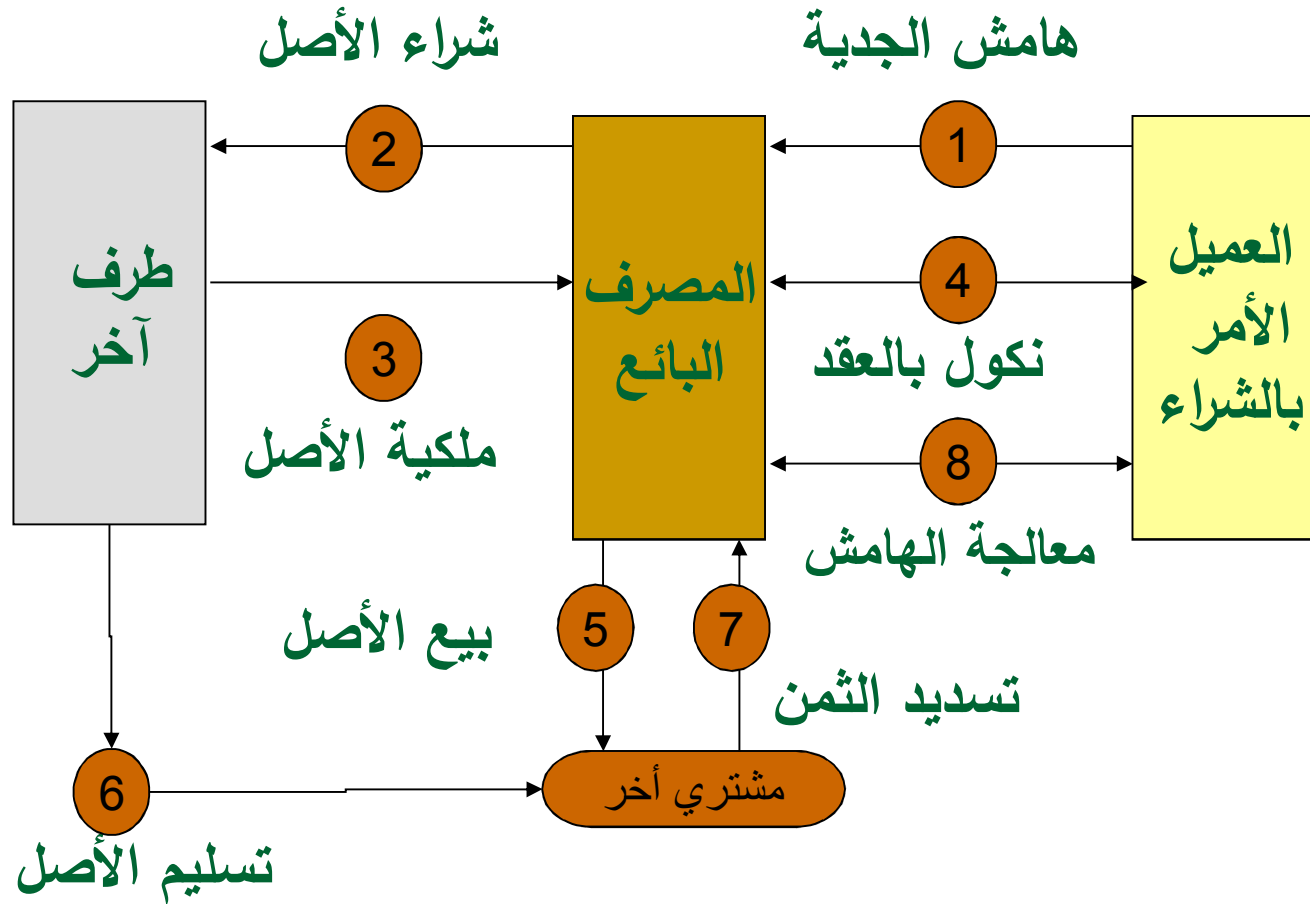 هامش الجدية
شراء الأصل
1
2
العميل
الأمر
بالشراء
المصرف
البائع
طرف
آخر
4
نكول بالعقد
3
ملكية الأصل
8
معالجة الهامش
5
بيع الأصل
7
تسديد الثمن
مشتري أخر
6
تسليم الأصل